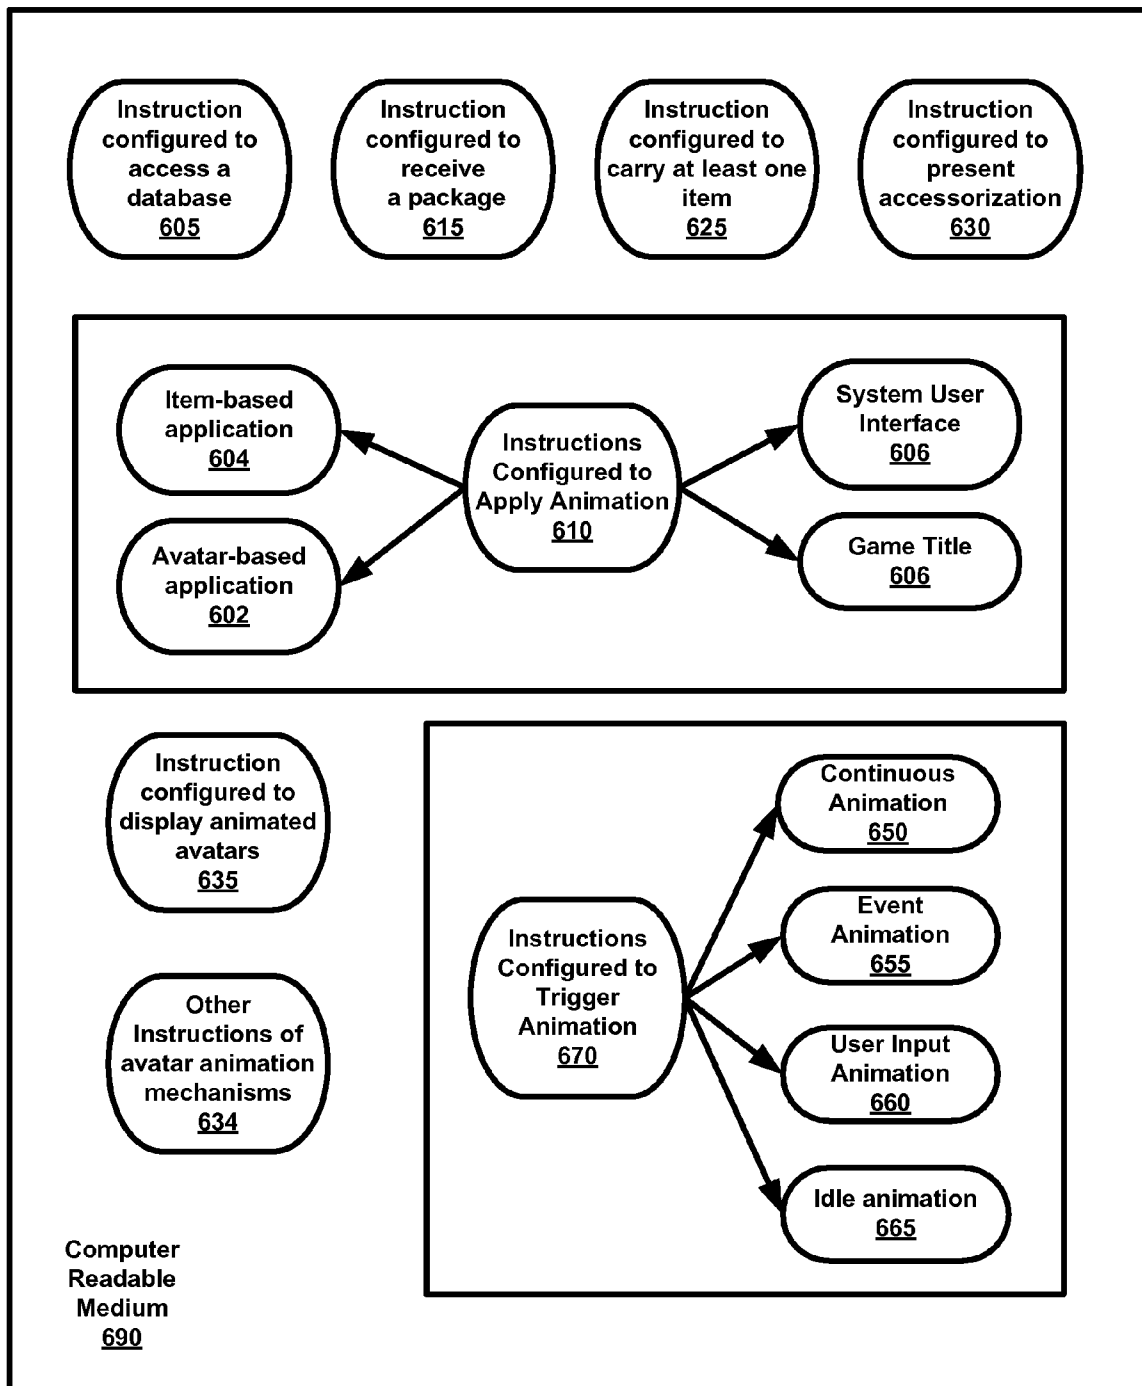 Instruction
configured to
access a
database
605
Instruction
configured to
receive
a package
615
Instruction
configured to
carry at least one
item
625
Instruction
configured to
present
accessorization
630
Item-based
application
604
Avatar-based
application
602
Instructions
Configured to
Apply Animation
610
System User
Interface
606
Game Title
606
Instruction
configured to
display animated
avatars
635
Other
Instructions of
avatar animation
mechanisms
634
Instructions
Configured to
Trigger
Animation
670
Continuous
Animation
650
Event
Animation
655
User Input
Animation
660
Idle animation
665
Computer
Readable
Medium
690